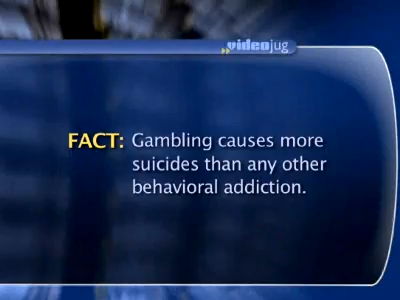 videojug
FACT: Gambling causes more
suicides than any other
behavioral addiction.